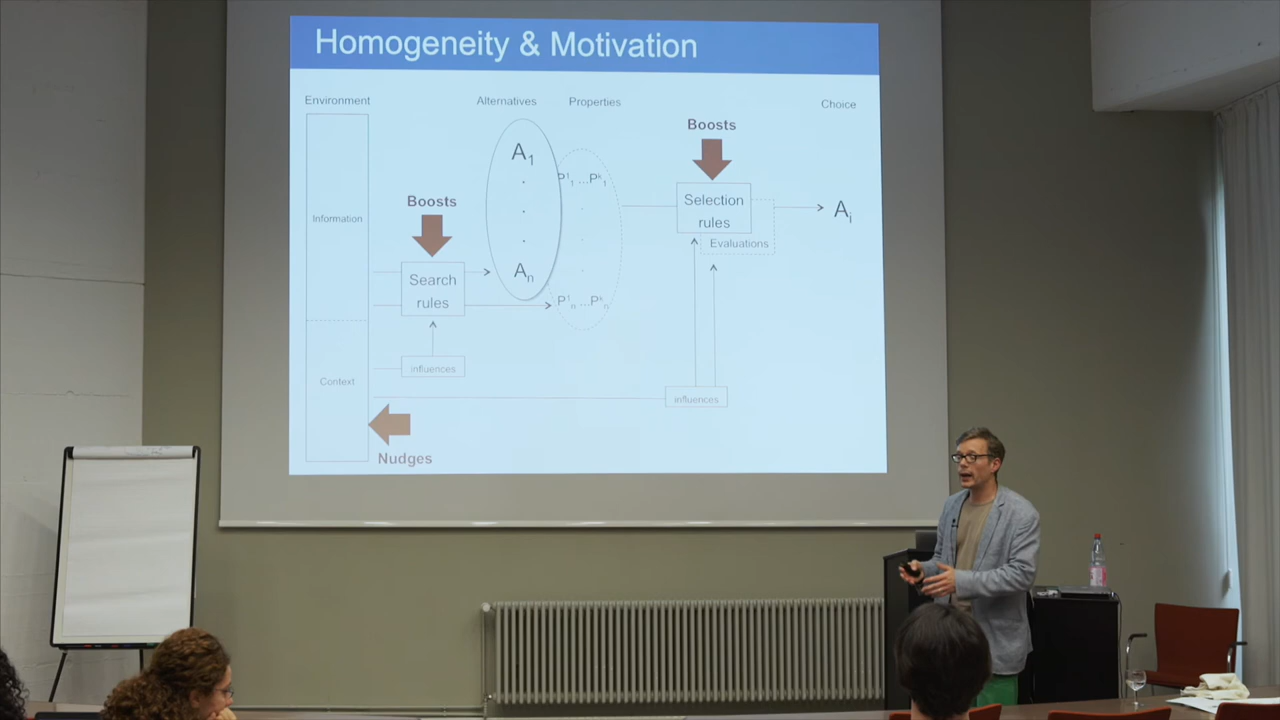 Homogeneity & Motivation
Environment
Alternatives
Properties
Choice
Boosts
A1
P¹1 ...Pᵏ1
Boosts
Selection
rules
Ai
Information
Evaluations
An
Search
rules
P¹n ...Pᵏn
influences
Context
influences
Nudges